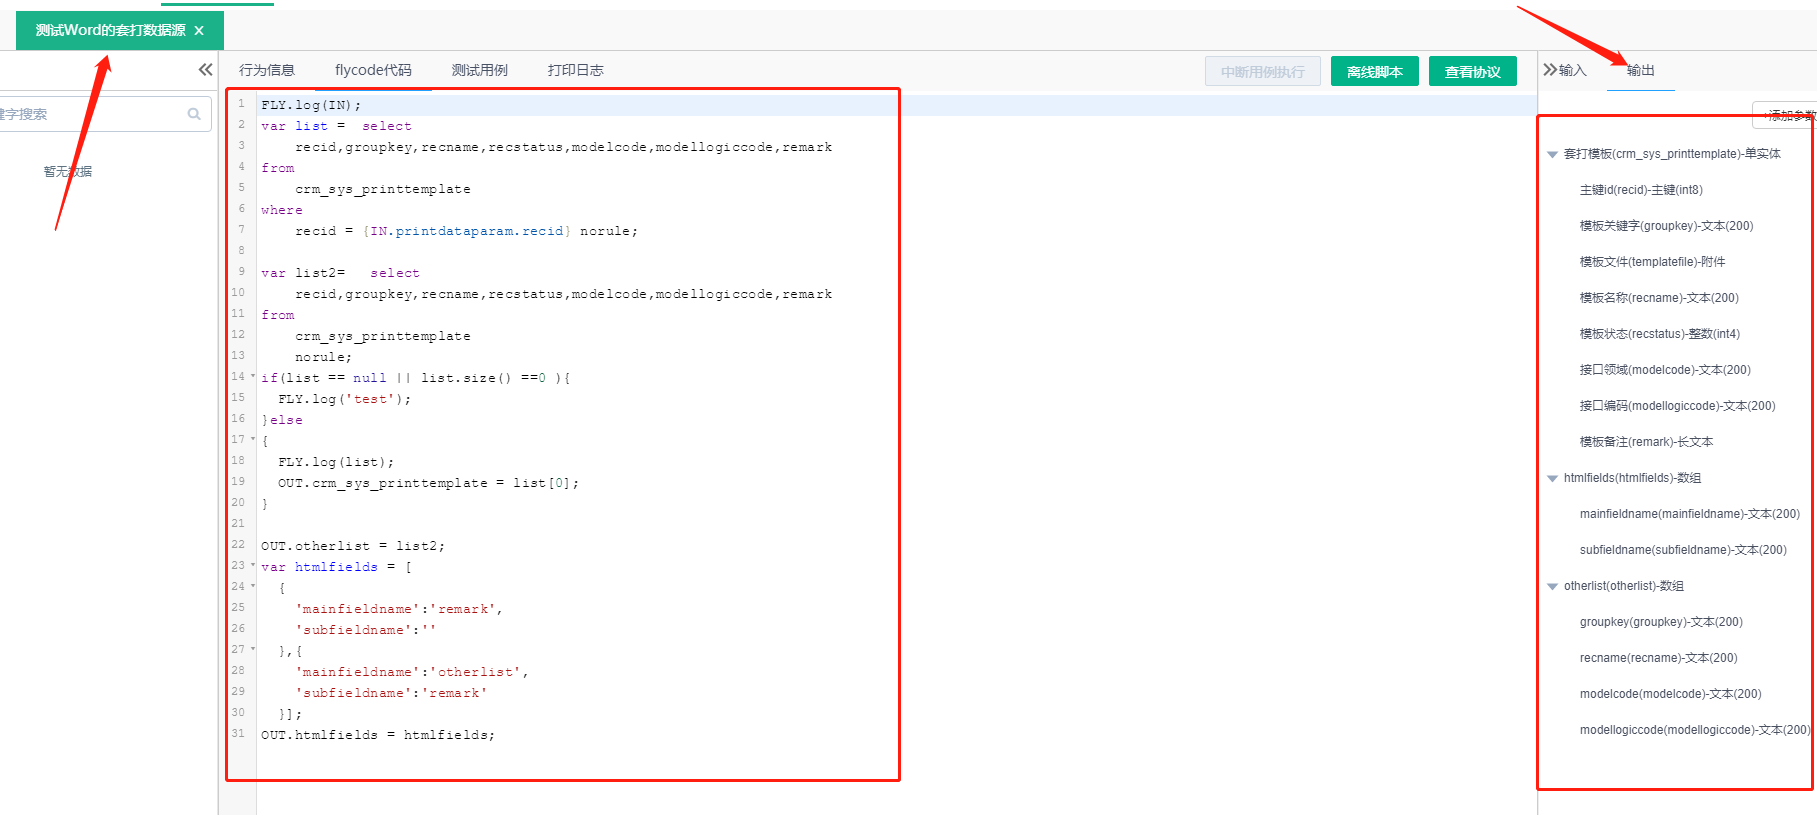 测试Word的套打数据源 ×
行为信息 flycode代码 测试用例 打印日志 中断用例执行 离线脚本 查看协议 输入 输出
键字搜索
暂无数据
+添加参数
1 FLY.log(IN);
2 var list =  select
3     recid,groupkey,recname,recstatus,modelcode,modellogiccode,remark
4 from
5     crm_sys_printtemplate
6 where
7     recid = {IN.printdataparam.recid} norule;
8
9 var list2=   select
10     recid,groupkey,recname,recstatus,modelcode,modellogiccode,remark
11 from
12     crm_sys_printtemplate
13     norule;
14 if(list == null || list.size() ==0 ){
15   FLY.log('test');
16 }else
17 {
18   FLY.log(list);
19   OUT.crm_sys_printtemplate = list[0];
20 }
21
22 OUT.otherlist = list2;
23 var htmlfields = [
24   {
25     'mainfieldname':'remark',
26     'subfieldname':''
27   },{
28     'mainfieldname':'otherlist',
29     'subfieldname':'remark'
30   }];
31 OUT.htmlfields = htmlfields;
套打模板(crm_sys_printtemplate)-单实体
主键id(recid)-主键(int8)
模板关键字(groupkey)-文本(200)
模板文件(templatefile)-附件
模板名称(recname)-文本(200)
模板状态(recstatus)-整数(int4)
接口领域(modelcode)-文本(200)
接口编码(modellogiccode)-文本(200)
模板备注(remark)-长文本
htmlfields(htmlfields)-数组
mainfieldname(mainfieldname)-文本(200)
subfieldname(subfieldname)-文本(200)
otherlist(otherlist)-数组
groupkey(groupkey)-文本(200)
recname(recname)-文本(200)
modelcode(modelcode)-文本(200)
modellogiccode(modellogiccode)-文本(200)